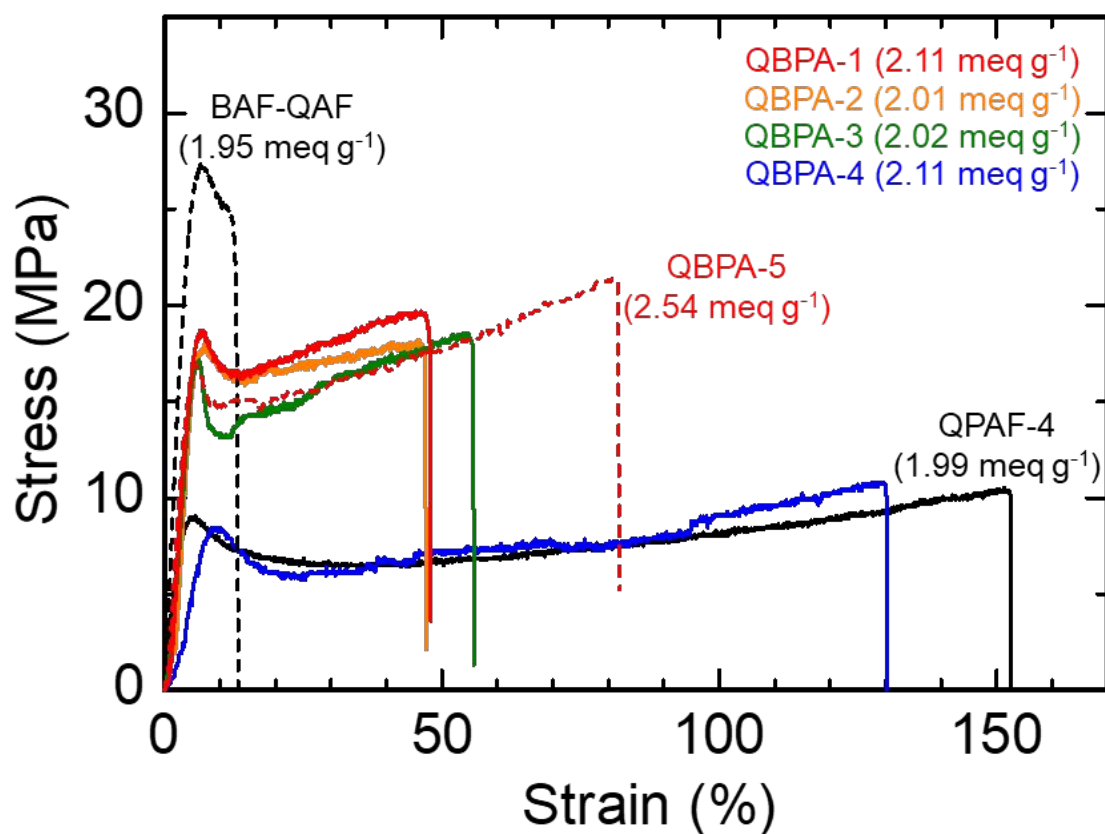 QBPA-1 (2.11 meq g⁻¹)
QBPA-2 (2.01 meq g⁻¹)
QBPA-3 (2.02 meq g⁻¹)
QBPA-4 (2.11 meq g⁻¹)
BAF-QAF
(1.95 meq g⁻¹)
QBPA-5
(2.54 meq g⁻¹)
QPAF-4
(1.99 meq g⁻¹)
Stress (MPa)
30
20
10
0
0 50 100 150
Strain (%)